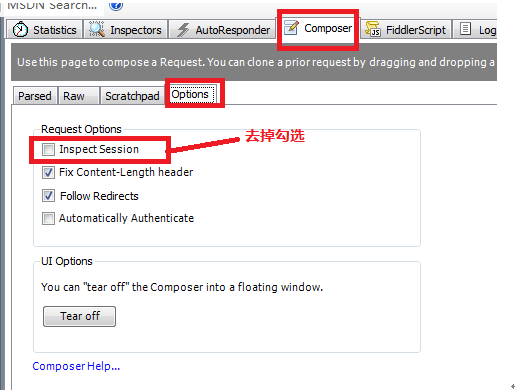 MSDN Search...
Statistics Inspectors AutoResponder Composer FiddlerScript Log
Use this page to compose a Request. You can clone a prior request by dragging and dropping a
Parsed Raw Scratchpad Options
Request Options
去掉勾选
Inspect Session
Fix Content-Length header
Follow Redirects
Automatically Authenticate
UI Options
You can "tear off" the Composer into a floating window.
Tear off
Composer Help...